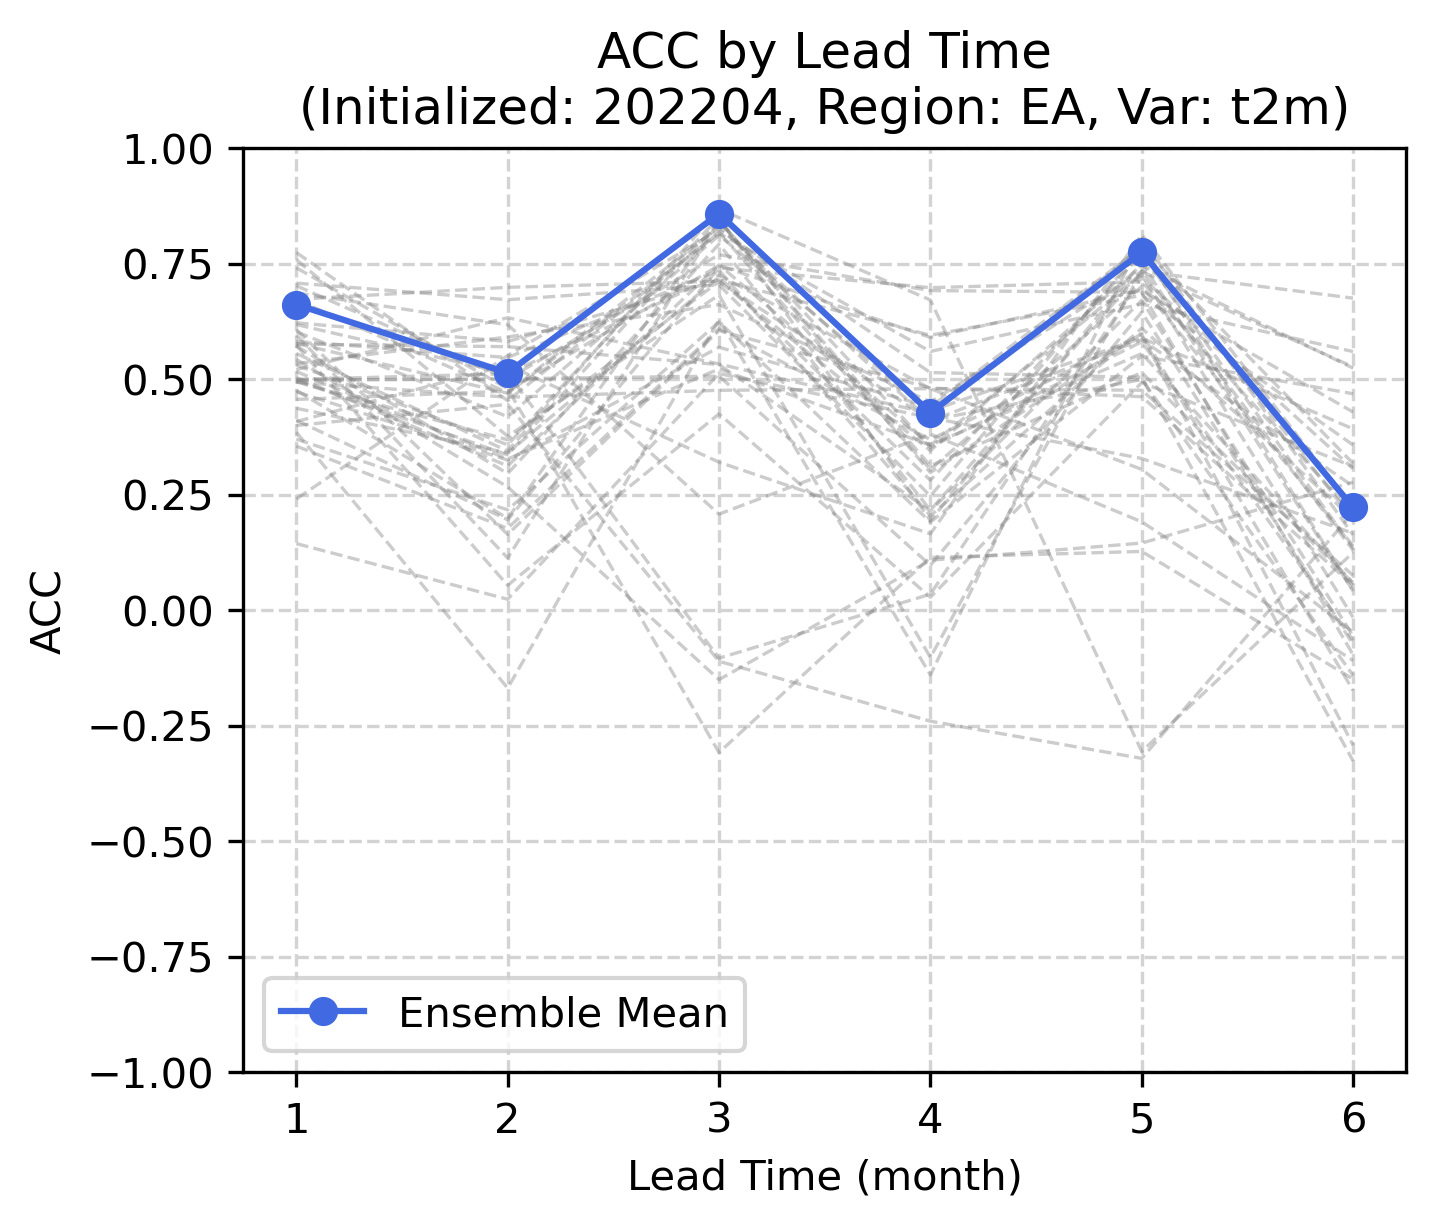 ACC by Lead Time
(Initialized: 202204, Region: EA, Var: t2m)
1.00
0.75
0.50
0.25
0.00
−0.25
−0.50
−0.75
−1.00
ACC
Ensemble Mean
1 2 3 4 5 6
Lead Time (month)